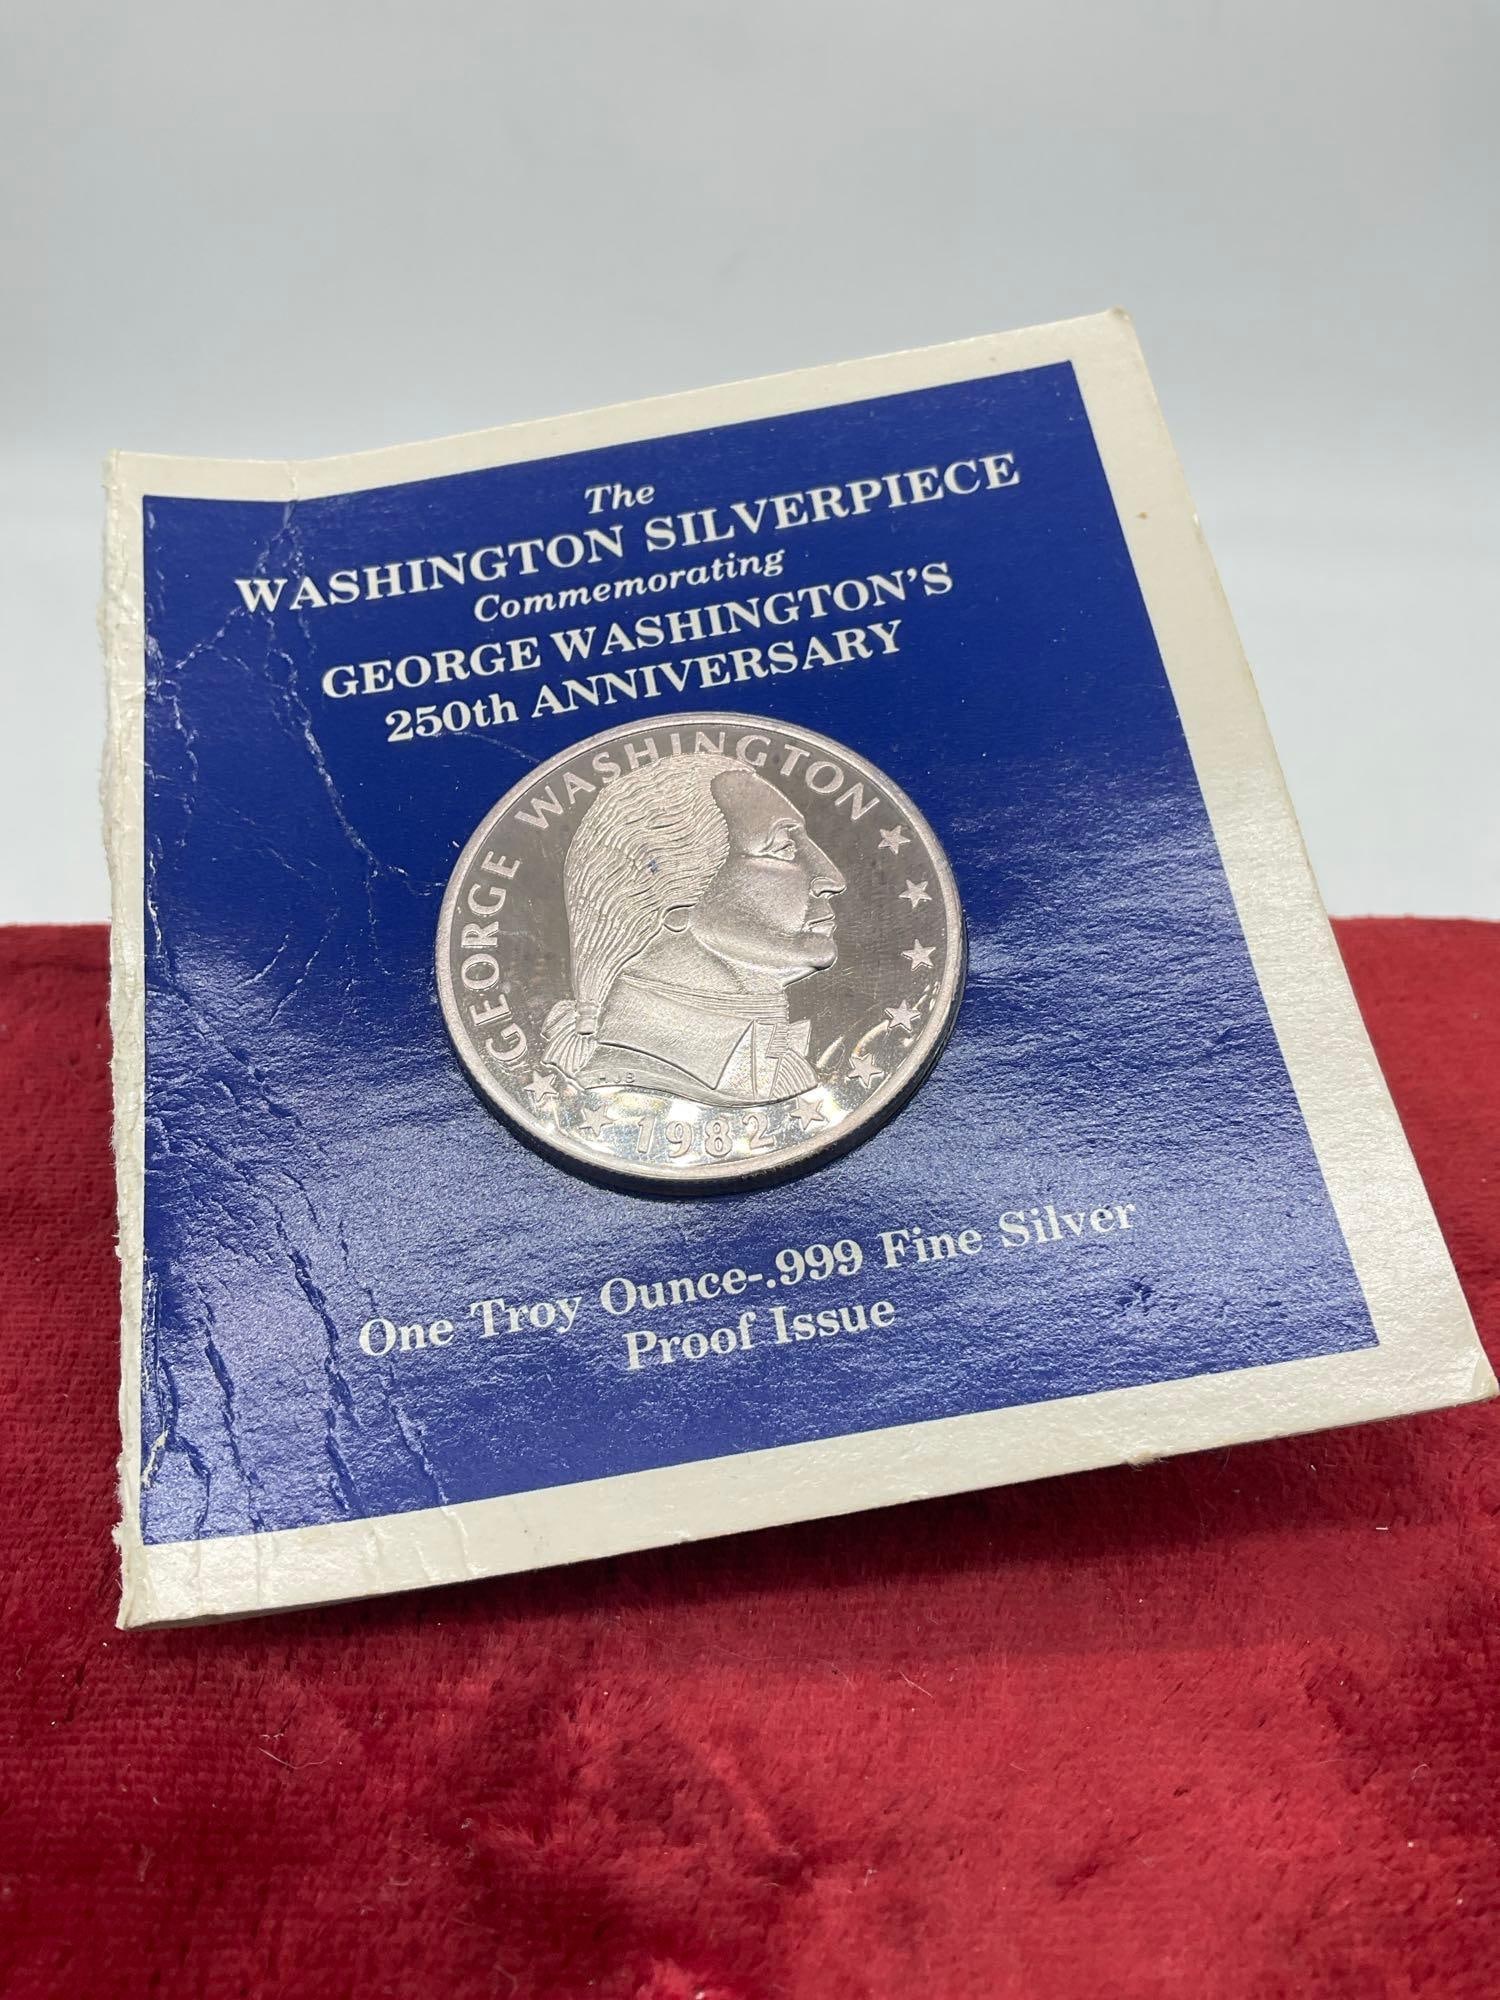 The
WASHINGTON SILVERPIECE
Commemorating
GEORGE WASHINGTON'S
250th ANNIVERSARY
GEORGE WASHINGTON
1982
One Troy Ounce-.999 Fine Silver
Proof Issue